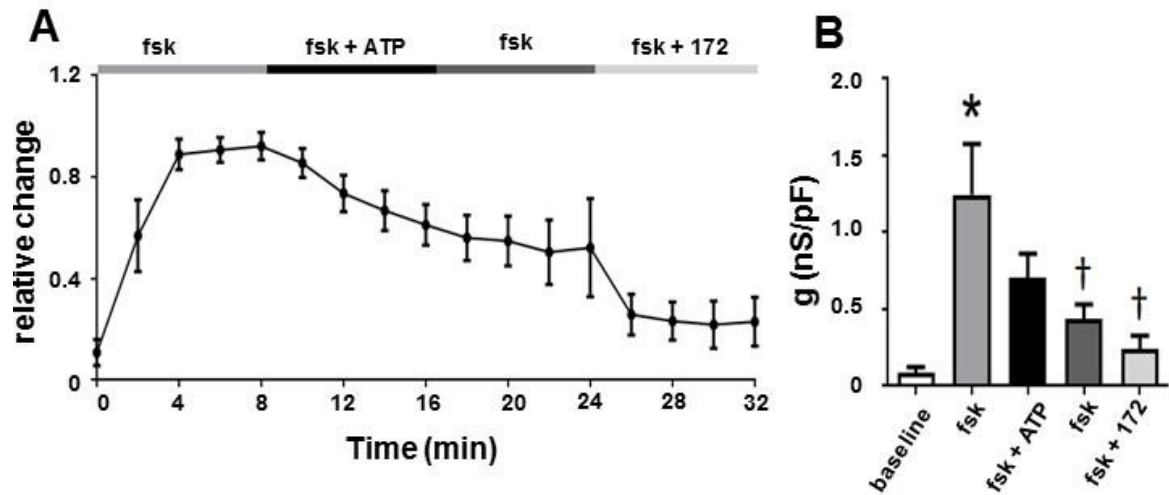 A
fsk fsk + ATP fsk fsk + 172
relative change
1.2
0.8
0.4
0
0 4 8 12 16 20 24 28 32
Time (min)
B
g (nS/pF)
2.0
1.5
1.0
0.5
0
*
†
†
baseline
fsk
fsk + ATP
fsk
fsk + 172